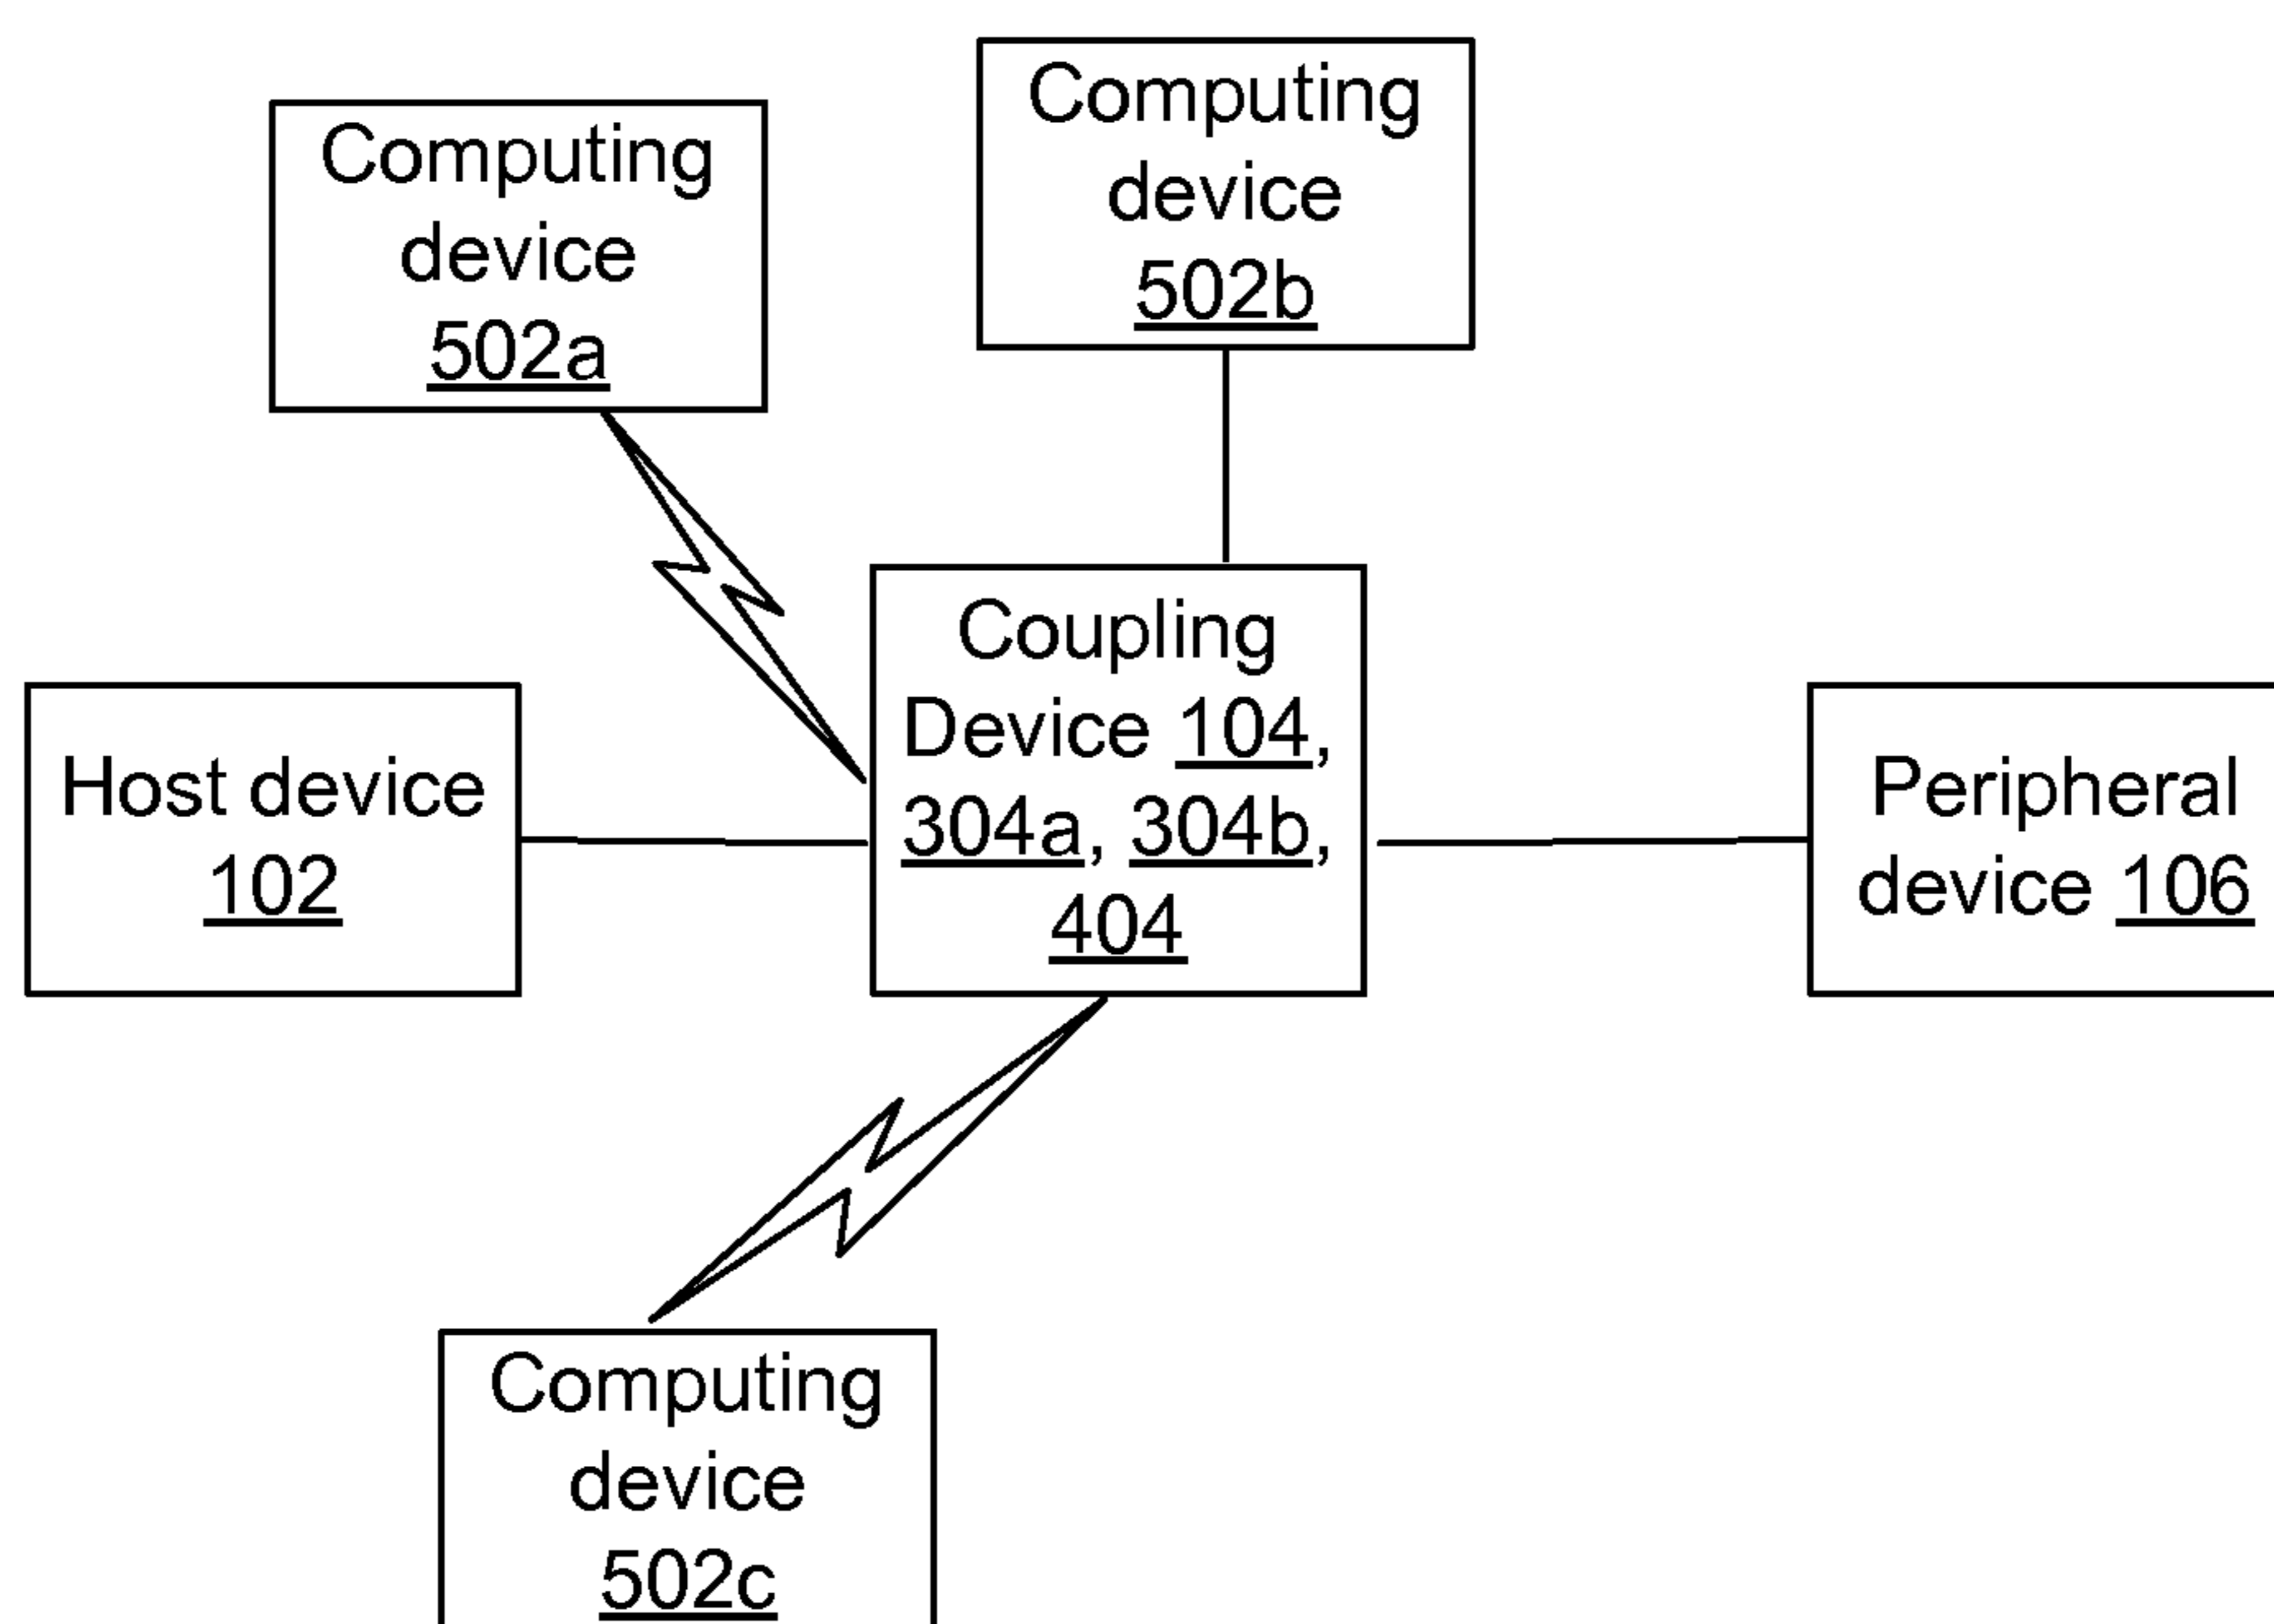 Computing
device
502a
Computing
device
502b
Coupling
Device 104,
304a, 304b,
404
Host device
102
Peripheral
device 106
Computing
device
502c